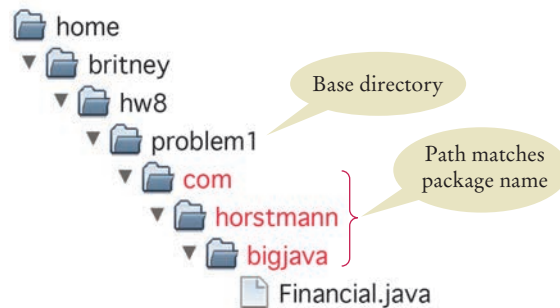 home
britney
hw8
Base directory
problem1
com
Path matches
package name
horstmann
bigjava
Financial.java